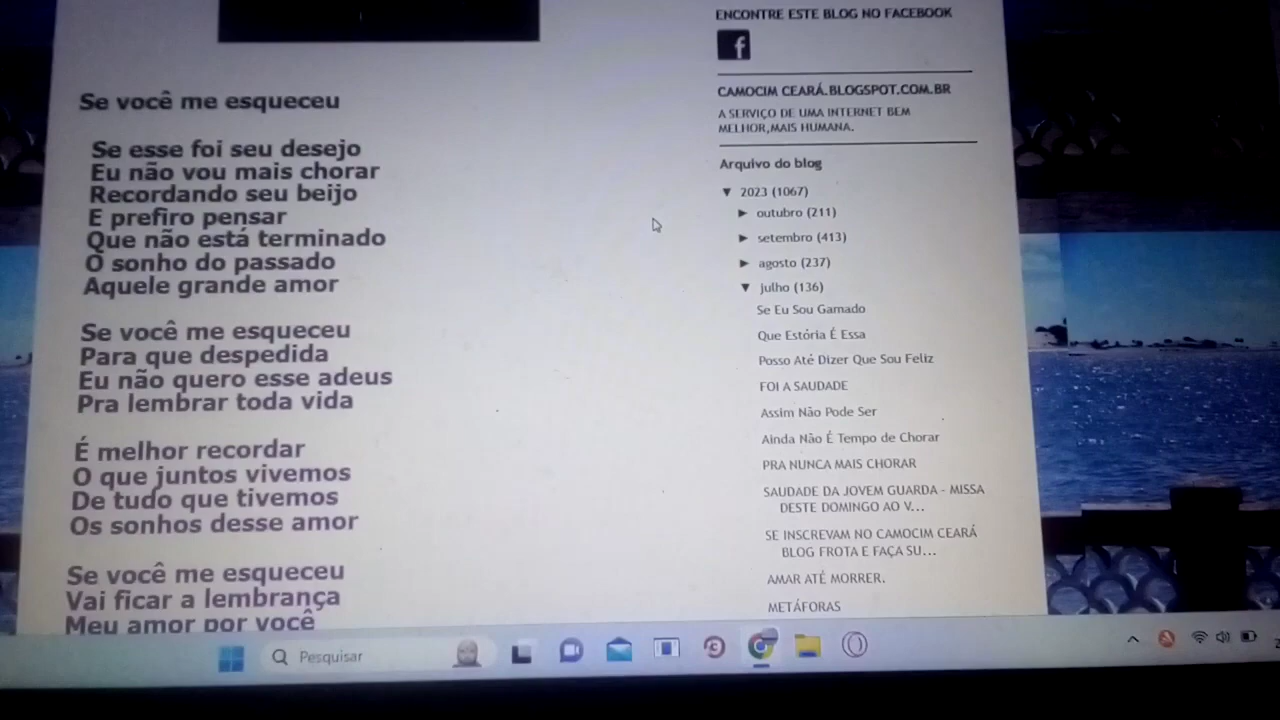 Se você me esqueceu
Se esse foi seu desejo
Eu não vou mais chorar
Recordando seu beijo
E prefiro pensar
Que não está terminado
O sonho do passado
Aquele grande amor
Se você me esqueceu
Para que despedida
Eu não quero esse adeus
Pra lembrar toda vida
É melhor recordar
O que juntos vivemos
De tudo que tivemos
Os sonhos desse amor
Se você me esqueceu
Vai ficar a lembrança
Meu amor por você
ENCONTRE ESTE BLOG NO FACEBOOK
f
CAMOCIM CEARÁ.BLOGSPOT.COM.BR
A SERVIÇO DE UMA INTERNET BEM
MELHOR,MAIS HUMANA.
Arquivo do blog
▼ 2023 (1067)
► outubro (211)
► setembro (413)
► agosto (237)
▼ julho (136)
Se Eu Sou Gamado
Que Estória É Essa
Posso Até Dizer Que Sou Feliz
FOI A SAUDADE
Assim Não Pode Ser
Ainda Não É Tempo de Chorar
PRA NUNCA MAIS CHORAR
SAUDADE DA JOVEM GUARDA - MISSA
DESTE DOMINGO AO V...
SE INSCREVAM NO CAMOCIM CEARÁ
BLOG FROTA E FAÇA SU...
AMAR ATÉ MORRER.
METÁFORAS
Pesquisar